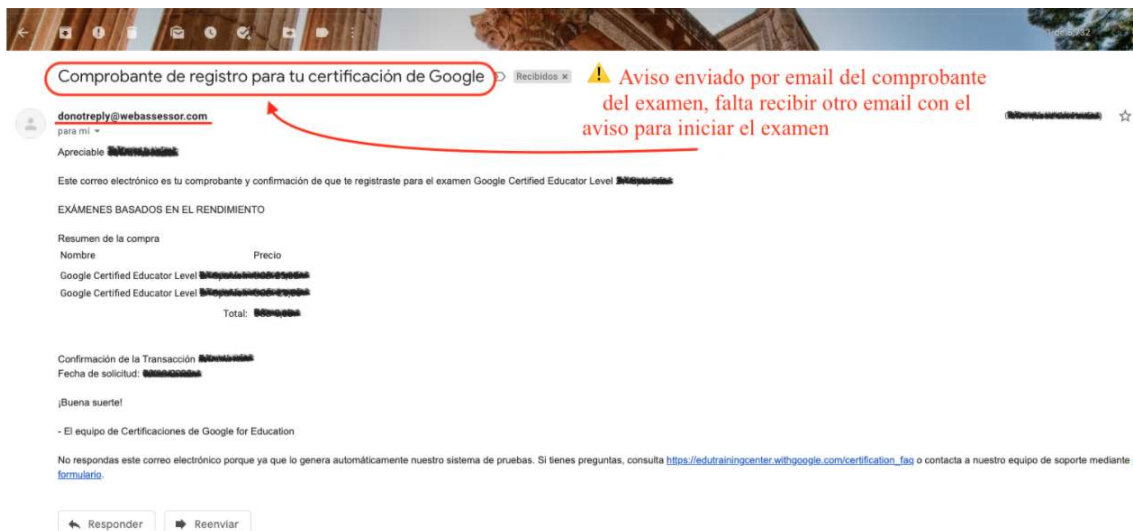 Comprobante de registro para tu certificación de Google
Recibidos x
Aviso enviado por email del comprobante
del examen, falta recibir otro email con el
aviso para iniciar el examen
donotreply@webassessor.com
para mí
Apreciable
Este correo electrónico es tu comprobante y confirmación de que te registraste para el examen Google Certified Educator Level
EXÁMENES BASADOS EN EL RENDIMIENTO
Resumen de la compra
Nombre Precio
Google Certified Educator Level
Google Certified Educator Level
Total:
Confirmación de la Transacción
Fecha de solicitud:
¡Buena suerte!
- El equipo de Certificaciones de Google for Education
No respondas este correo electrónico porque ya que lo genera automáticamente nuestro sistema de pruebas. Si tienes preguntas, consulta https://edutrainingcenter.withgoogle.com/certification_faq o contacta a nuestro equipo de soporte mediante
formulario.
Responder Reenviar